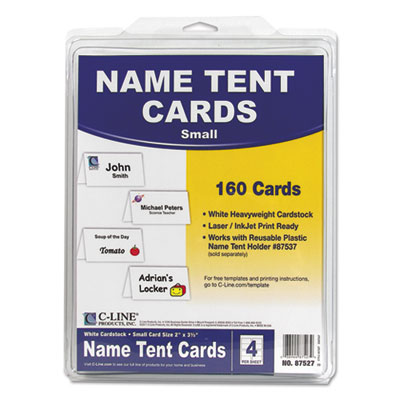 NAME TENT
CARDS
Small
John
Smith
Michael Peters
Science Teacher
Soup of the Day
Tomato
Adrian's
Locker
160 Cards
• White Heavyweight Cardstock
• Laser / InkJet Print Ready
• Works with Reusable Plastic
Name Tent Holder #87537
(sold separately)
For free templates and printing instructions,
go to C-Line.com/template
C-LINE
PRODUCTS, INC.
White Cardstock • Small Card Size 2" x 3½"
Name Tent Cards
4
PER SHEET
NO. 87527